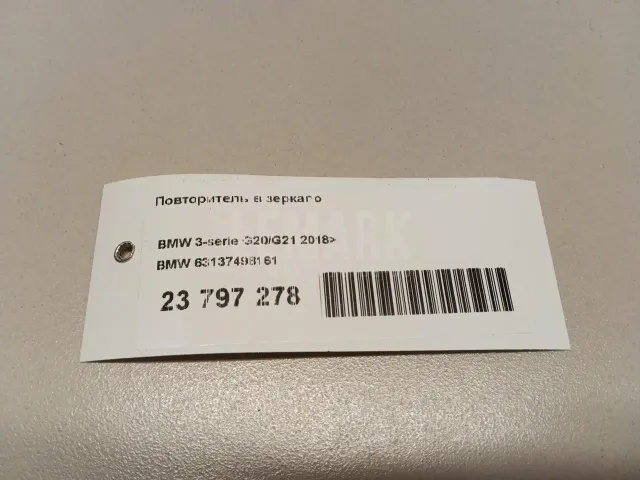 Повторитель в зеркало
BMW 3-serie G20/G21 2018>
BMW 63137498161
23 797 278